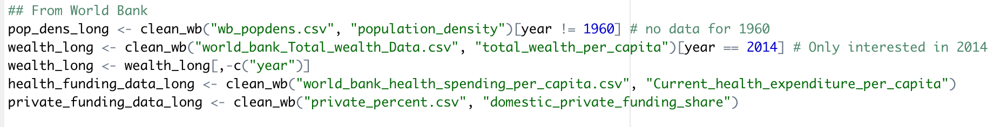 ## From World Bank
pop_dens_long <- clean_wb("wb_popdens.csv", "population_density")[year != 1960] # no data for 1960
wealth_long <- clean_wb("world_bank_Total_wealth_Data.csv", "total_wealth_per_capita")[year == 2014] # Only interested in 2014
wealth_long <- wealth_long[,-c("year")]
health_funding_data_long <- clean_wb("world_bank_health_spending_per_capita.csv", "Current_health_expenditure_per_capita")
private_funding_data_long <- clean_wb("private_percent.csv", "domestic_private_funding_share")